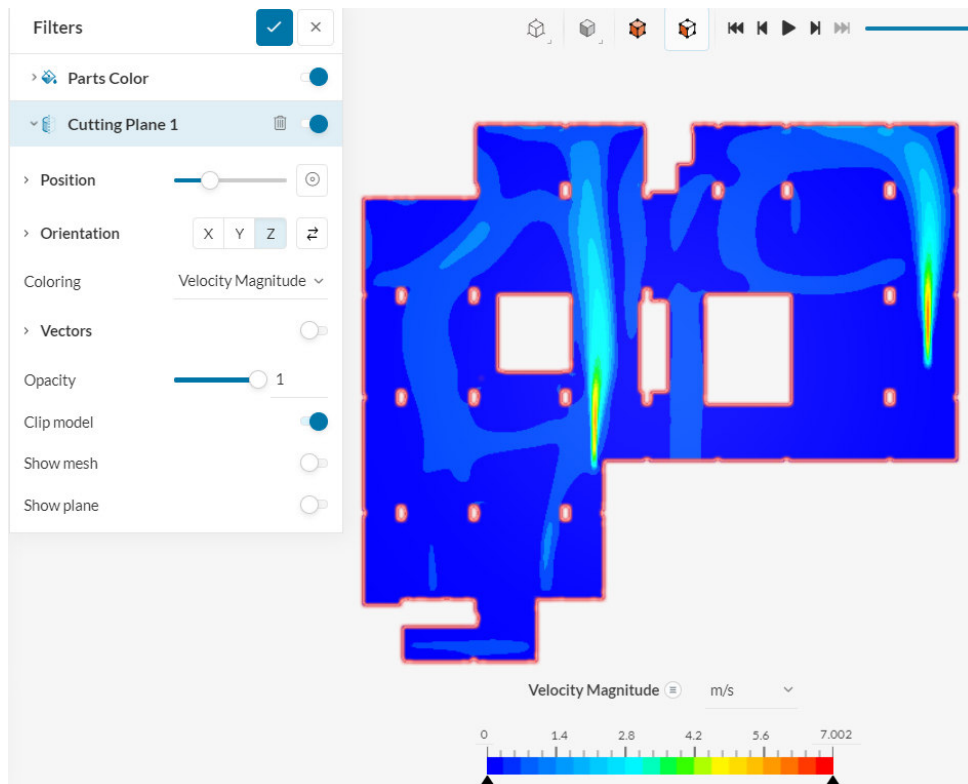 Filters
Parts Color
Cutting Plane 1
Position
Orientation X Y Z
Coloring Velocity Magnitude
Vectors
Opacity 1
Clip model
Show mesh
Show plane
Velocity Magnitude m/s
0 1.4 2.8 4.2 5.6 7.002